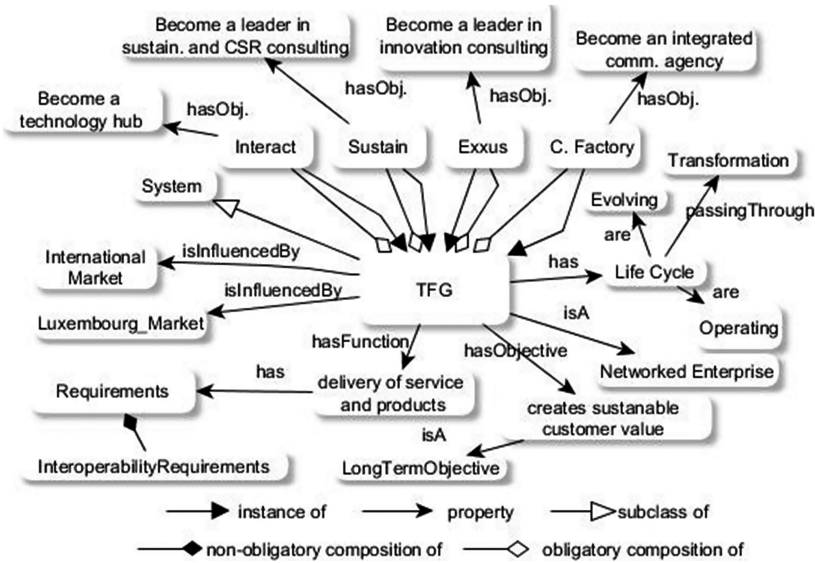 Become a leader in
sustain. and CSR consulting
Become a leader in
innovation consulting
Become an integrated
comm. agency
hasObj.
hasObj.
hasObj.
Become a
technology hub
hasObj.
Interact
Sustain
Exxus
C. Factory
Transformation
System
Evolving
passingThrough
are
International
Market
isInfluencedBy
TFG
has
Life Cycle
are
isInfluencedBy
Luxembourg_Market
isA
Operating
hasFunction
hasObjective
Networked Enterprise
Requirements
has
delivery of service
and products
creates sustanable
customer value
isA
InteroperabilityRequirements
LongTermObjective
instance of
property
subclass of
non-obligatory composition of
obligatory composition of